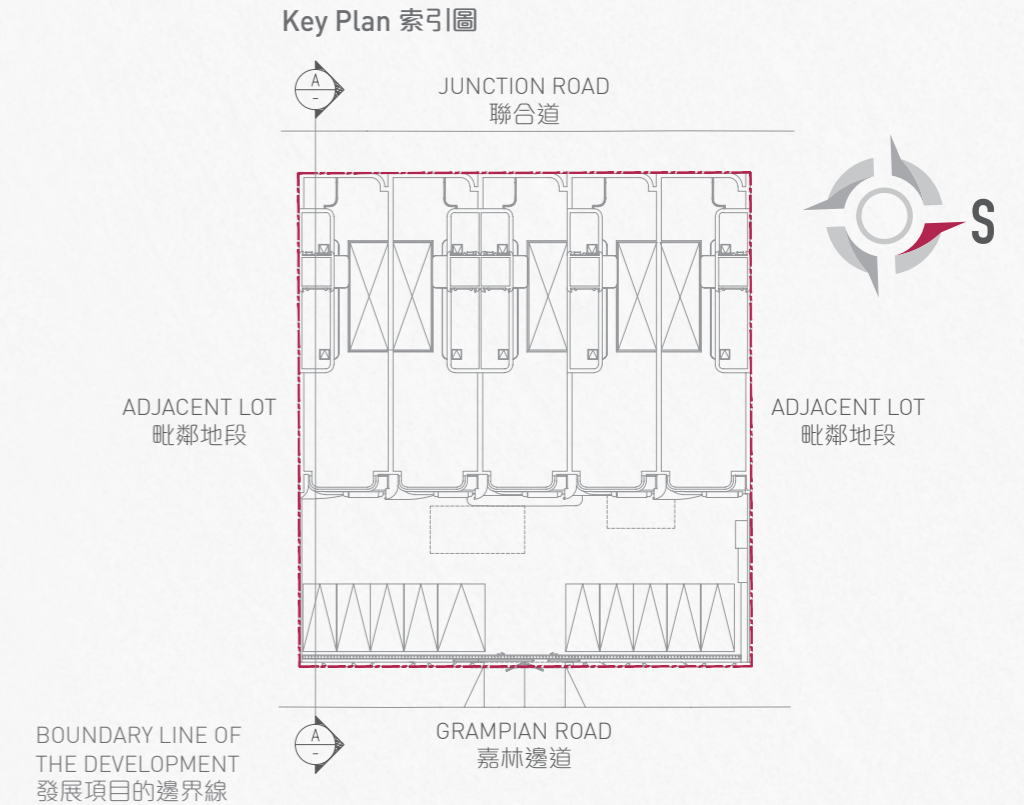 Key Plan 索引圖
A
-
JUNCTION ROAD
聯合道
S
ADJACENT LOT
毗鄰地段
ADJACENT LOT
毗鄰地段
A
-
GRAMPIAN ROAD
嘉林邊道
BOUNDARY LINE OF
THE DEVELOPMENT
發展項目的邊界線